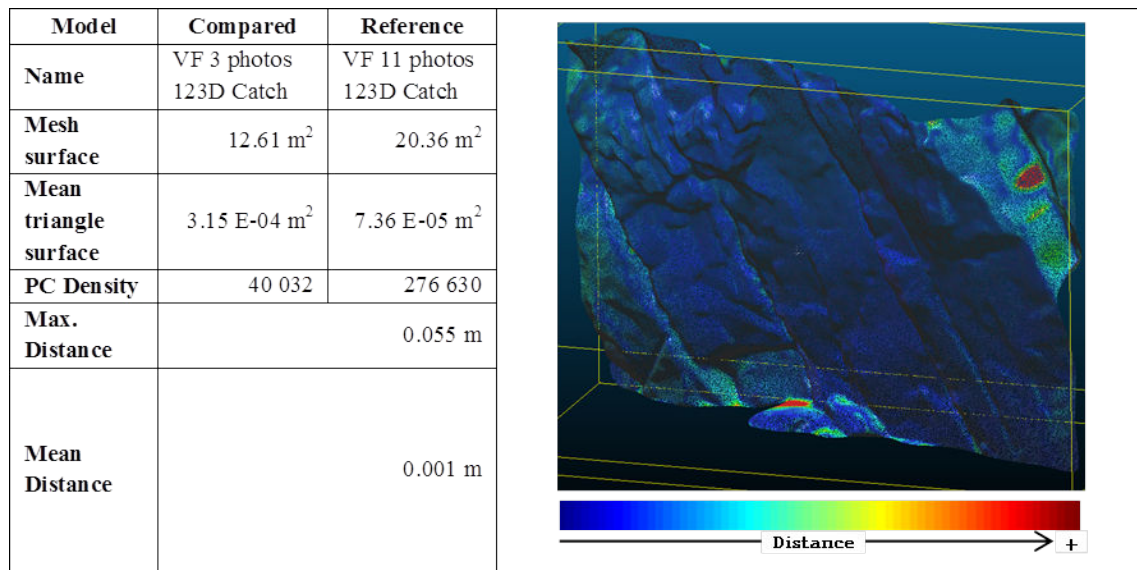 Model Compared Reference
Name VF 3 photos VF 11 photos
123D Catch 123D Catch
Mesh
surface 12.61 m² 20.36 m²
Mean
triangle
surface 3.15 E-04 m² 7.36 E-05 m²
PC Density 40 032 276 630
Max.
Distance 0.055 m
Mean
Distance 0.001 m
Distance +